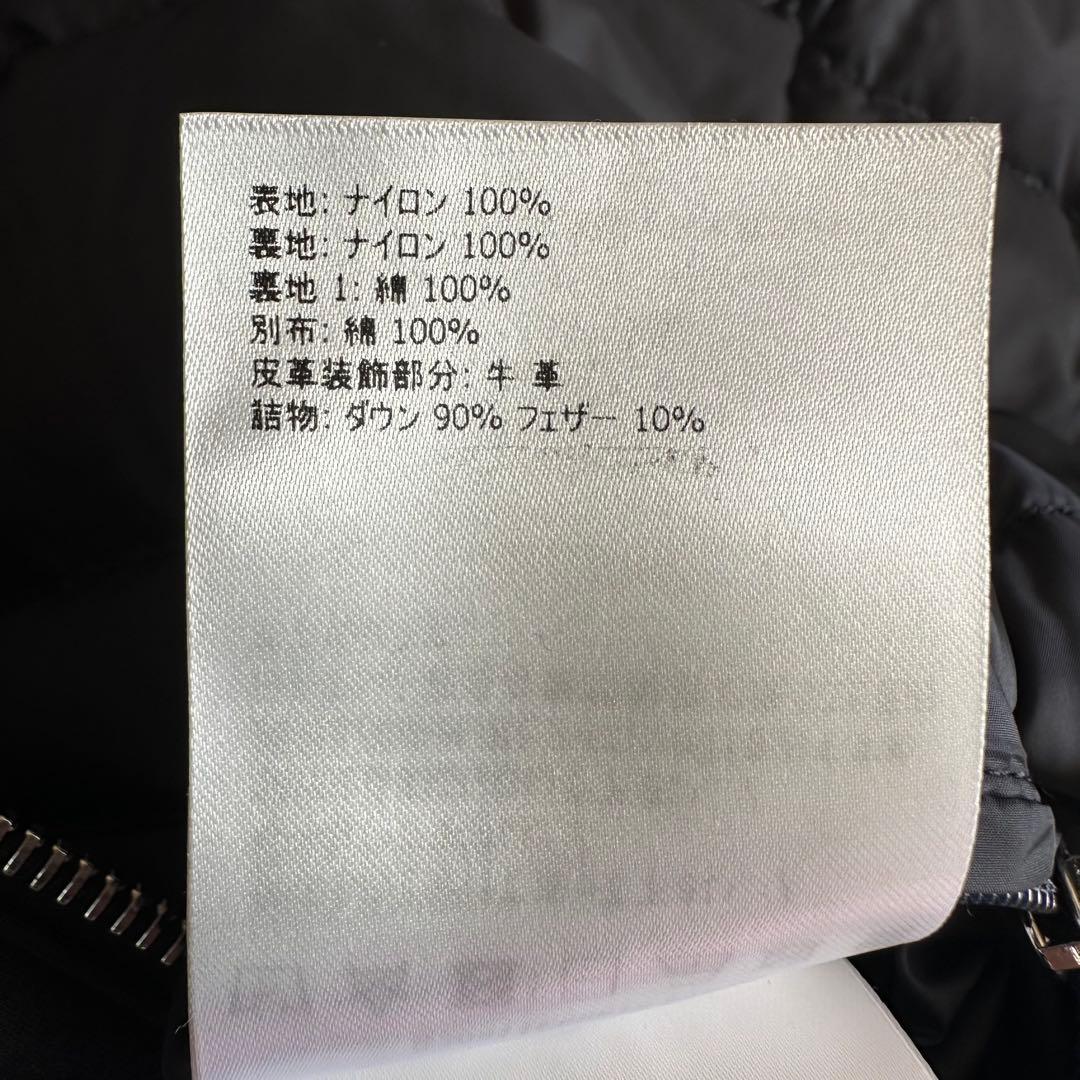 表地: ナイロン 100%
裏地: ナイロン 100%
裏地 1: 綿 100%
別布: 綿 100%
皮革装飾部分: 牛 革
詰物: ダウン 90% フェザー 10%